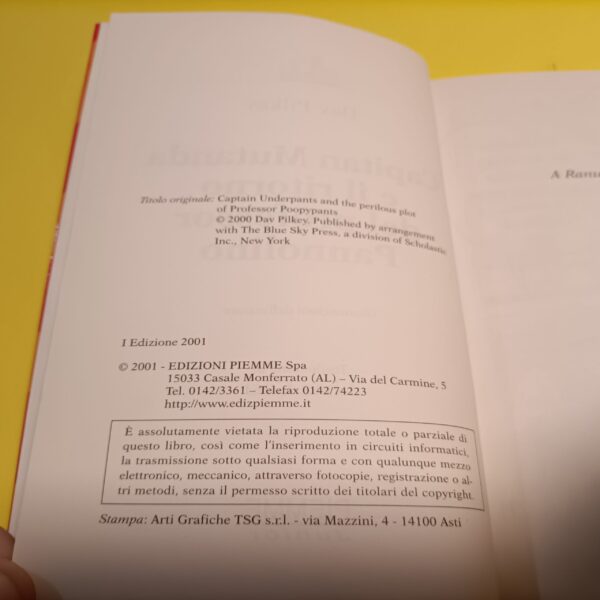 Titolo originale: Captain Underpants and the perilous plot
of Professor Poopypants
© 2000 Dav Pilkey. Published by arrangement
with The Blue Sky Press, a division of Scholastic
Inc., New York
I Edizione 2001
© 2001 - EDIZIONI PIEMME Spa
15033 Casale Monferrato (AL) – Via del Carmine, 5
Tel. 0142/3361 – Telefax 0142/74223
http://www.edizpiemme.it
È assolutamente vietata la riproduzione totale o parziale di
questo libro, così come l'inserimento in circuiti informatici,
la trasmissione sotto qualsiasi forma e con qualunque mezzo
elettronico, meccanico, attraverso fotocopie, registrazione o al-
tri metodi, senza il permesso scritto dei titolari del copyright.
Stampa: Arti Grafiche TSG s.r.l. - via Mazzini, 4 - 14100 Asti
A